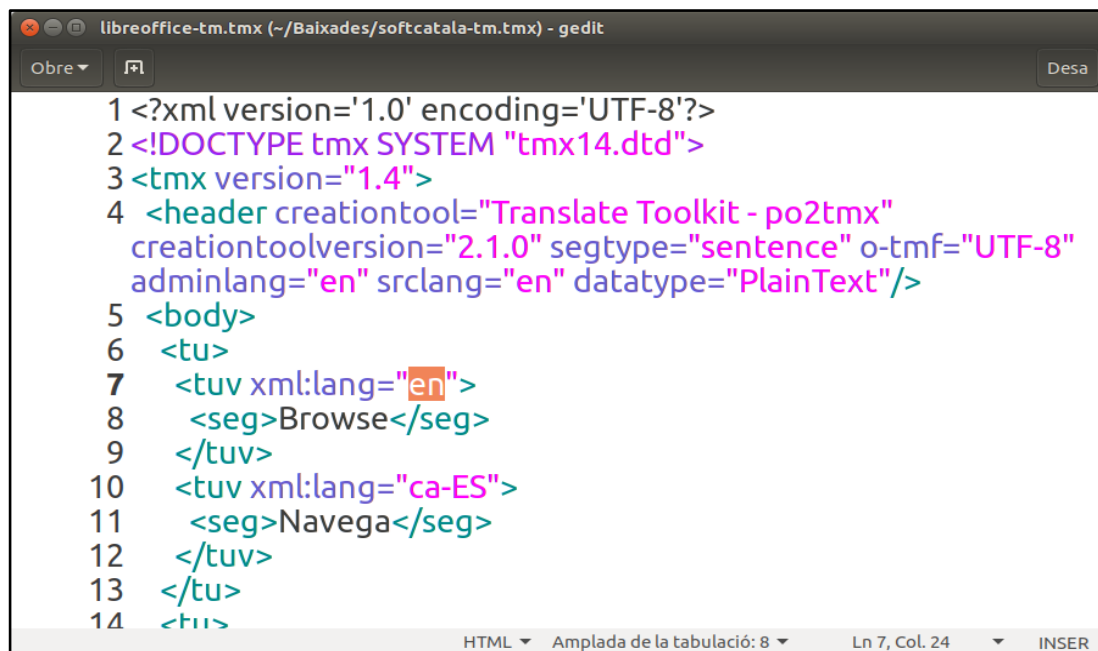 libreoffice-tm.tmx (~/Baixades/softcatala-tm.tmx) - gedit
Obre Desa
1 <?xml version='1.0' encoding='UTF-8'?>
2 <!DOCTYPE tmx SYSTEM "tmx14.dtd">
3 <tmx version="1.4">
4 <header creationtool="Translate Toolkit - po2tmx"
creationtoolversion="2.1.0" segtype="sentence" o-tmf="UTF-8"
adminlang="en" srclang="en" datatype="PlainText"/>
5 <body>
6 <tu>
7 <tuv xml:lang="en">
8 <seg>Browse</seg>
9 </tuv>
10 <tuv xml:lang="ca-ES">
11 <seg>Navega</seg>
12 </tuv>
13 </tu>
14 <tu>
HTML Amplada de la tabulació: 8 Ln 7, Col. 24 INSER